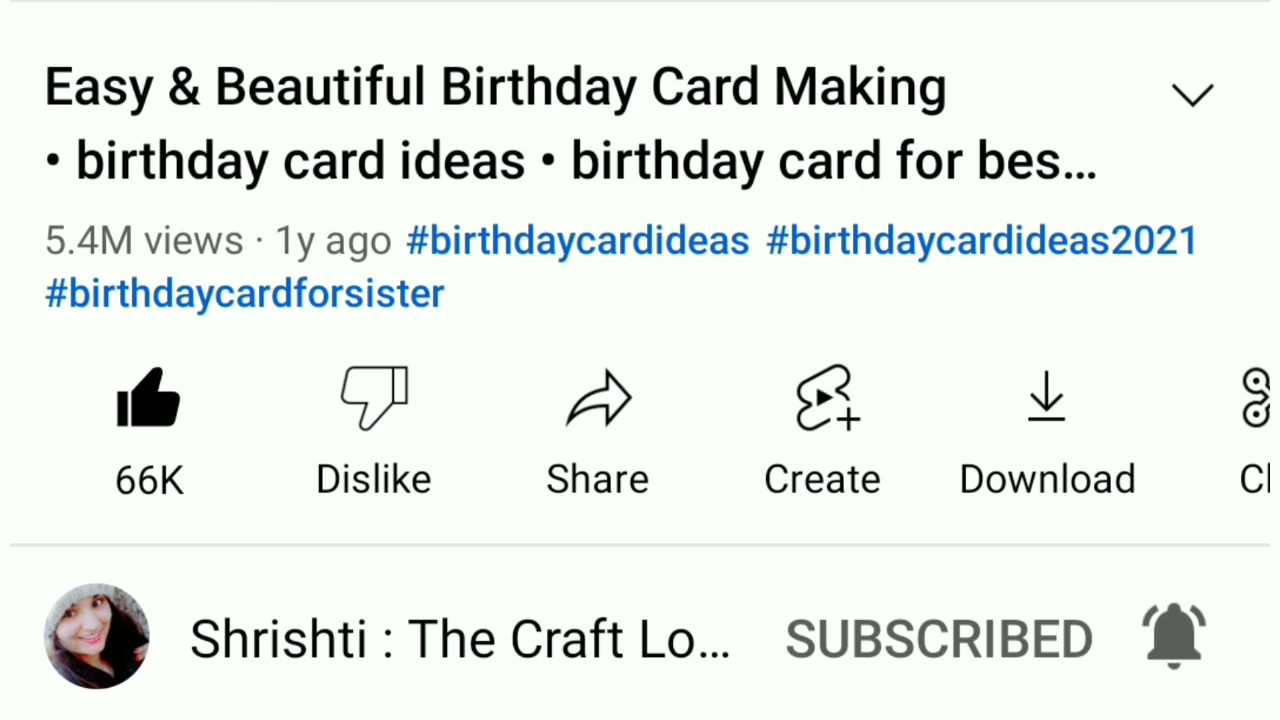 Easy & Beautiful Birthday Card Making
• birthday card ideas • birthday card for bes...
5.4M views · 1y ago #birthdaycardideas #birthdaycardideas2021
#birthdaycardforsister
66K Dislike Share Create Download
Shrishti : The Craft Lo... SUBSCRIBED